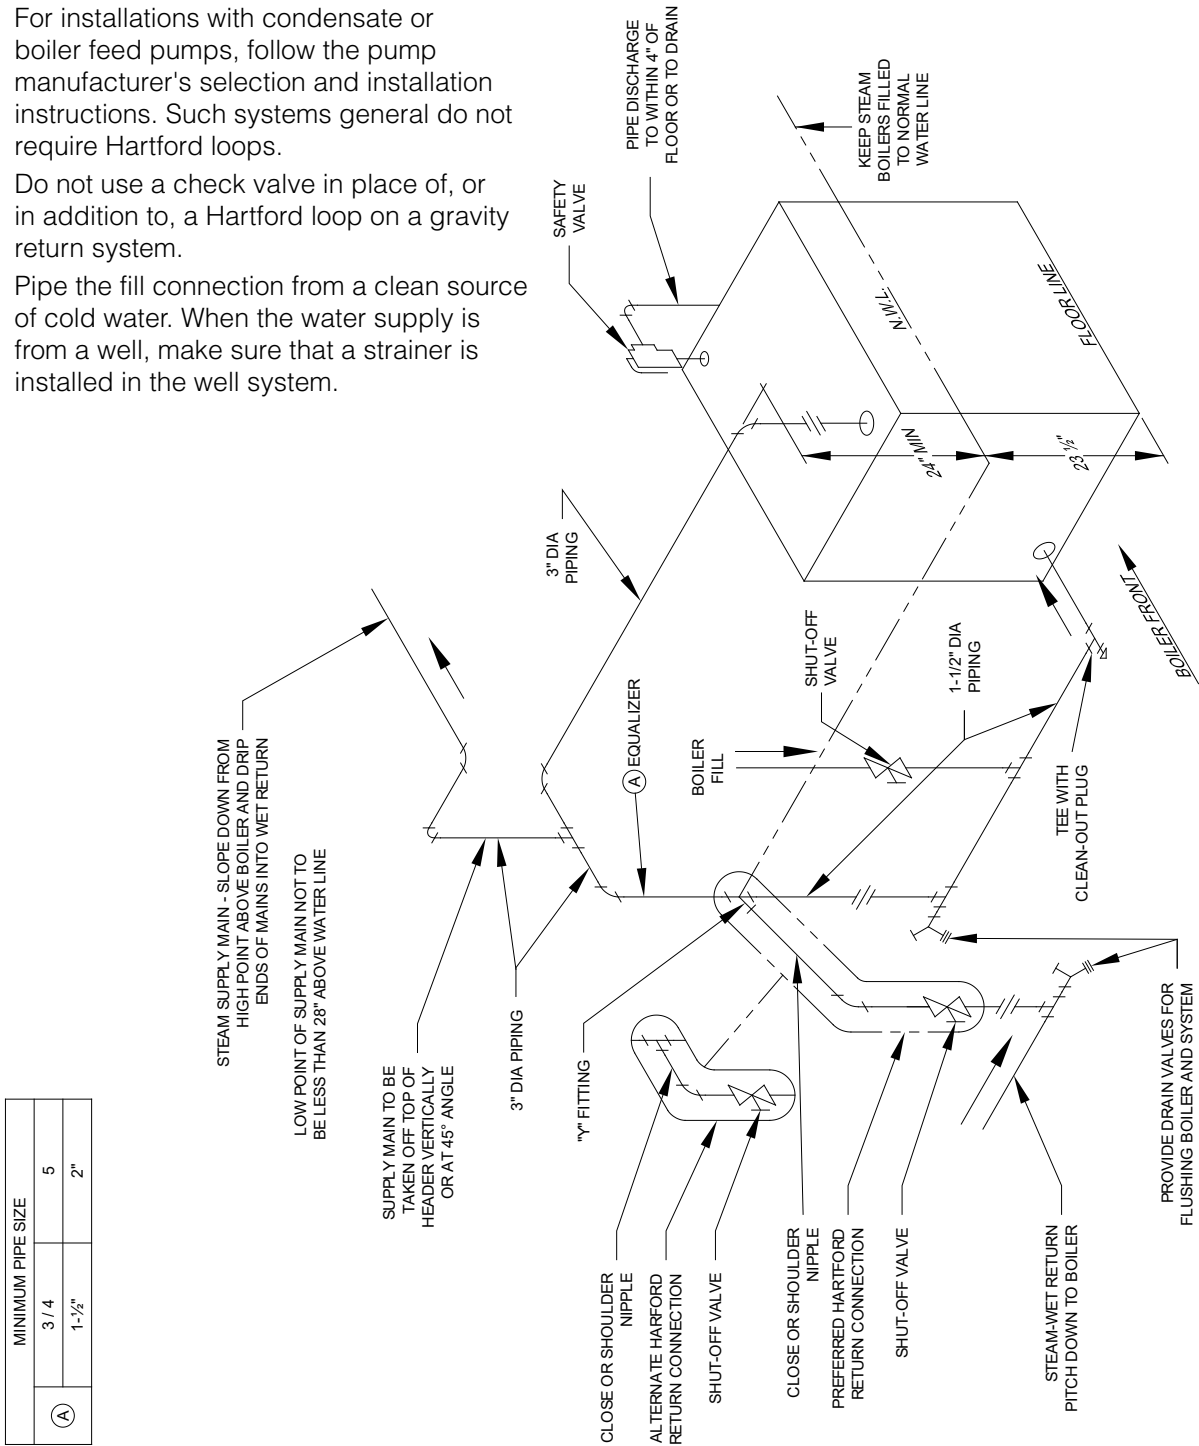 For installations with condensate or
boiler feed pumps, follow the pump
manufacturer's selection and installation
instructions. Such systems general do not
require Hartford loops.
Do not use a check valve in place of, or
in addition to, a Hartford loop on a gravity
return system.
Pipe the fill connection from a clean source
of cold water. When the water supply is
from a well, make sure that a strainer is
installed in the well system.
MINIMUM PIPE SIZE
A
3 / 4
5
1-½"
2"
STEAM SUPPLY MAIN - SLOPE DOWN FROM
HIGH POINT ABOVE BOILER AND DRIP
ENDS OF MAINS INTO WET RETURN
LOW POINT OF SUPPLY MAIN NOT TO
BE LESS THAN 28" ABOVE WATER LINE
SUPPLY MAIN TO BE
TAKEN OFF TOP OF
HEADER VERTICALLY
OR AT 45° ANGLE
3" DIA PIPING
"Y" FITTING
CLOSE OR SHOULDER
NIPPLE
ALTERNATE HARFORD
RETURN CONNECTION
SHUT-OFF VALVE
CLOSE OR SHOULDER
NIPPLE
PREFERRED HARTFORD
RETURN CONNECTION
SHUT-OFF VALVE
STEAM-WET RETURN
PITCH DOWN TO BOILER
PROVIDE DRAIN VALVES FOR
FLUSHING BOILER AND SYSTEM
A EQUALIZER
BOILER
FILL
SHUT-OFF
VALVE
1-1/2" DIA
PIPING
TEE WITH
CLEAN-OUT PLUG
3" DIA
PIPING
SAFETY
VALVE
PIPE DISCHARGE
TO WITHIN 4" OF
FLOOR OR TO DRAIN
KEEP STEAM
BOILERS FILLED
TO NORMAL
WATER LINE
N.W.L.
FLOOR LINE
24" MIN
23 ½"
BOILER FRONT